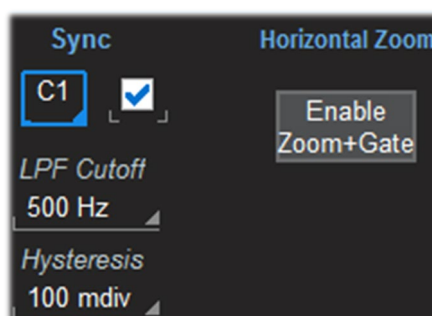 Sync
C1
LPF Cutoff
500 Hz
Hysteresis
100 mdiv
Horizontal Zoom
Enable
Zoom+Gate